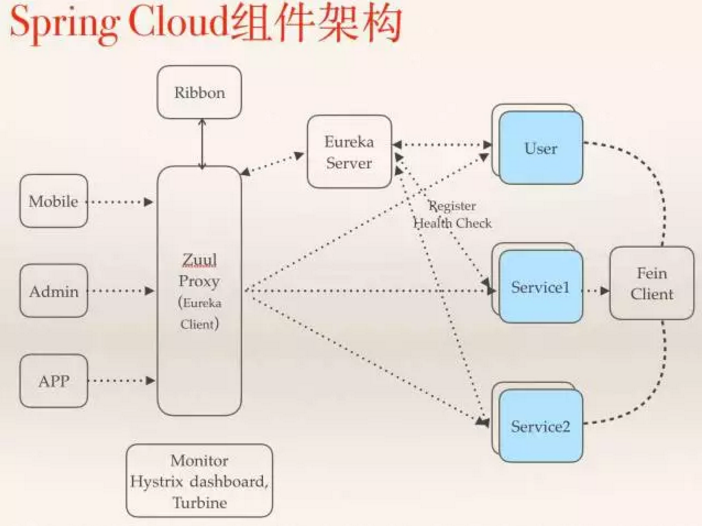 Spring Cloud组件架构
Ribbon
Eureka
Server
User
Mobile
Register
Health Check
Zuul
Proxy
(Eureka
Client)
Admin
Service1
Fein
Client
APP
Service2
Monitor
Hystrix dashboard,
Turbine